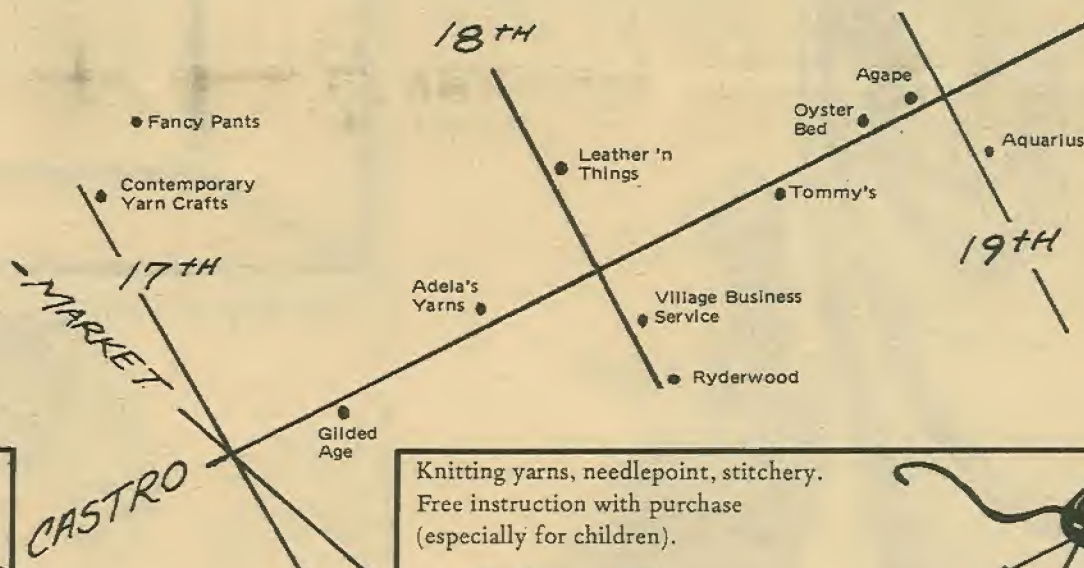 18TH
Agape
Oyster
Bed
Fancy Pants
Aquarius
Leather 'n
Things
Contemporary
Yarn Crafts
Tommy's
19TH
17TH
MARKET
Adela's
Yarns
Village Business
Service
Ryderwood
Gilded
Age
CASTRO
Knitting yarns, needlepoint, stitchery.
Free instruction with purchase
(especially for children).